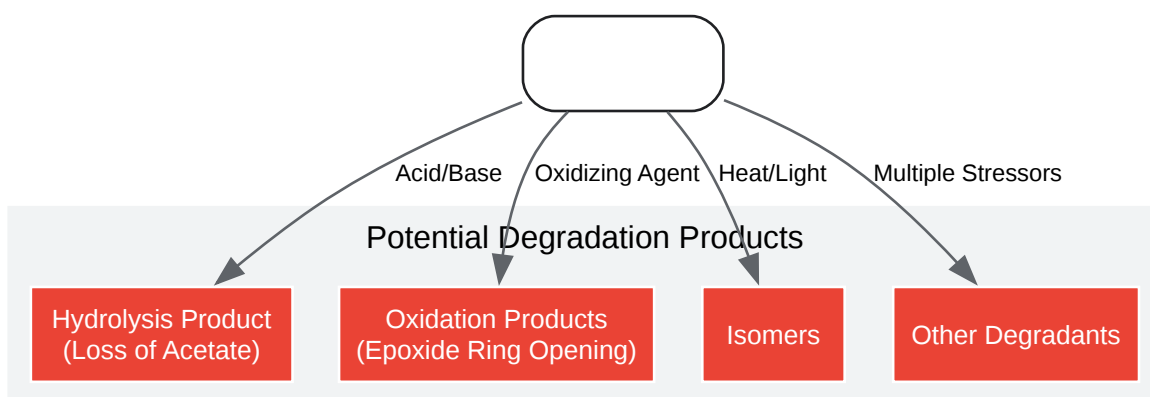 Acid/Base
Oxidizing Agent
Heat/Light
Multiple Stressors
Potential Degradation Products
Hydrolysis Product
(Loss of Acetate)
Oxidation Products
(Epoxide Ring Opening)
Isomers
Other Degradants